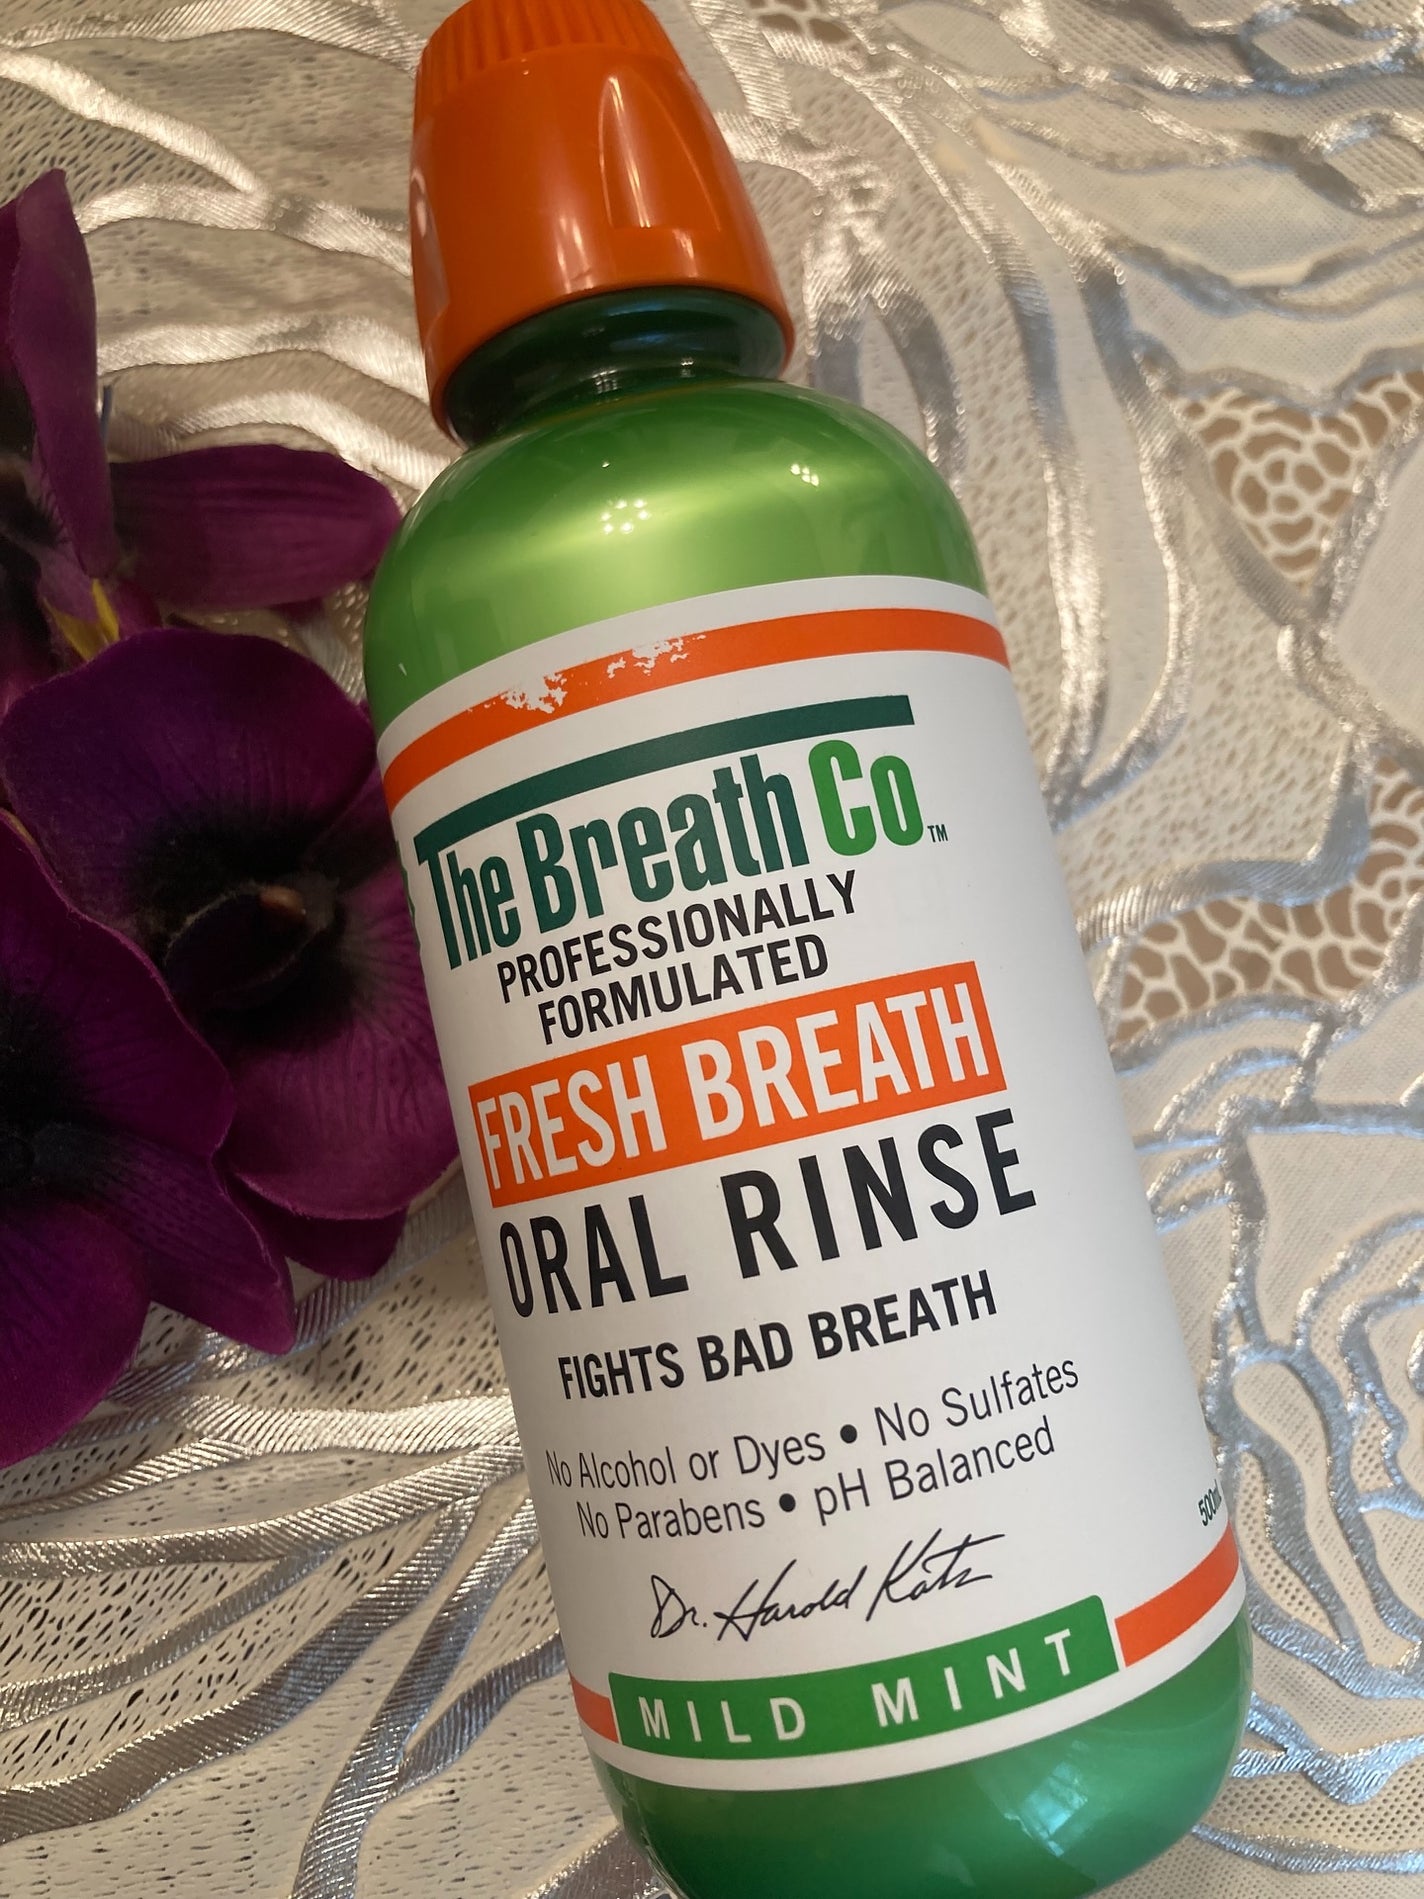 The Breath Co™
PROFESSIONALLY
FORMULATED
FRESH BREATH
ORAL RINSE
FIGHTS BAD BREATH
No Alcohol or Dyes • No Sulfates
No Parabens • pH Balanced
Dr. Harold Katz
MILD MINT